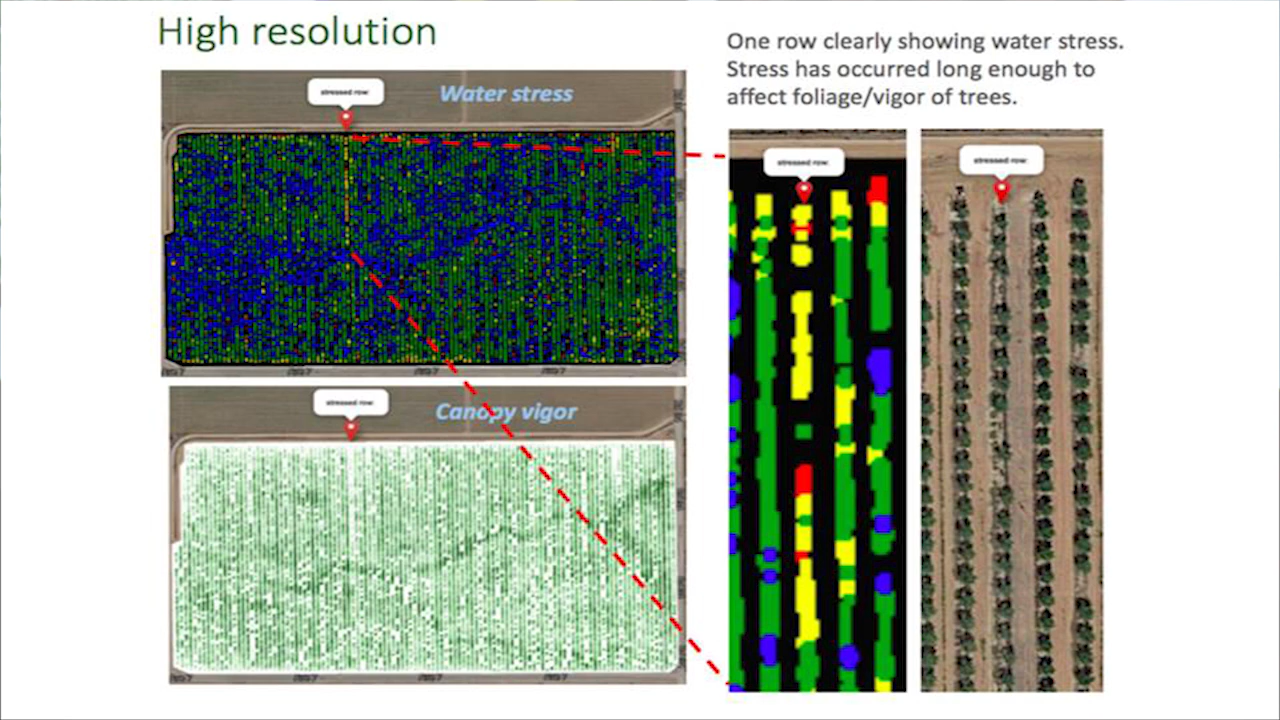 High resolution
One row clearly showing water stress.
Stress has occurred long enough to
affect foliage/vigor of trees.
stressed row
Water stress
stressed row
Canopy vigor
stressed row
stressed row